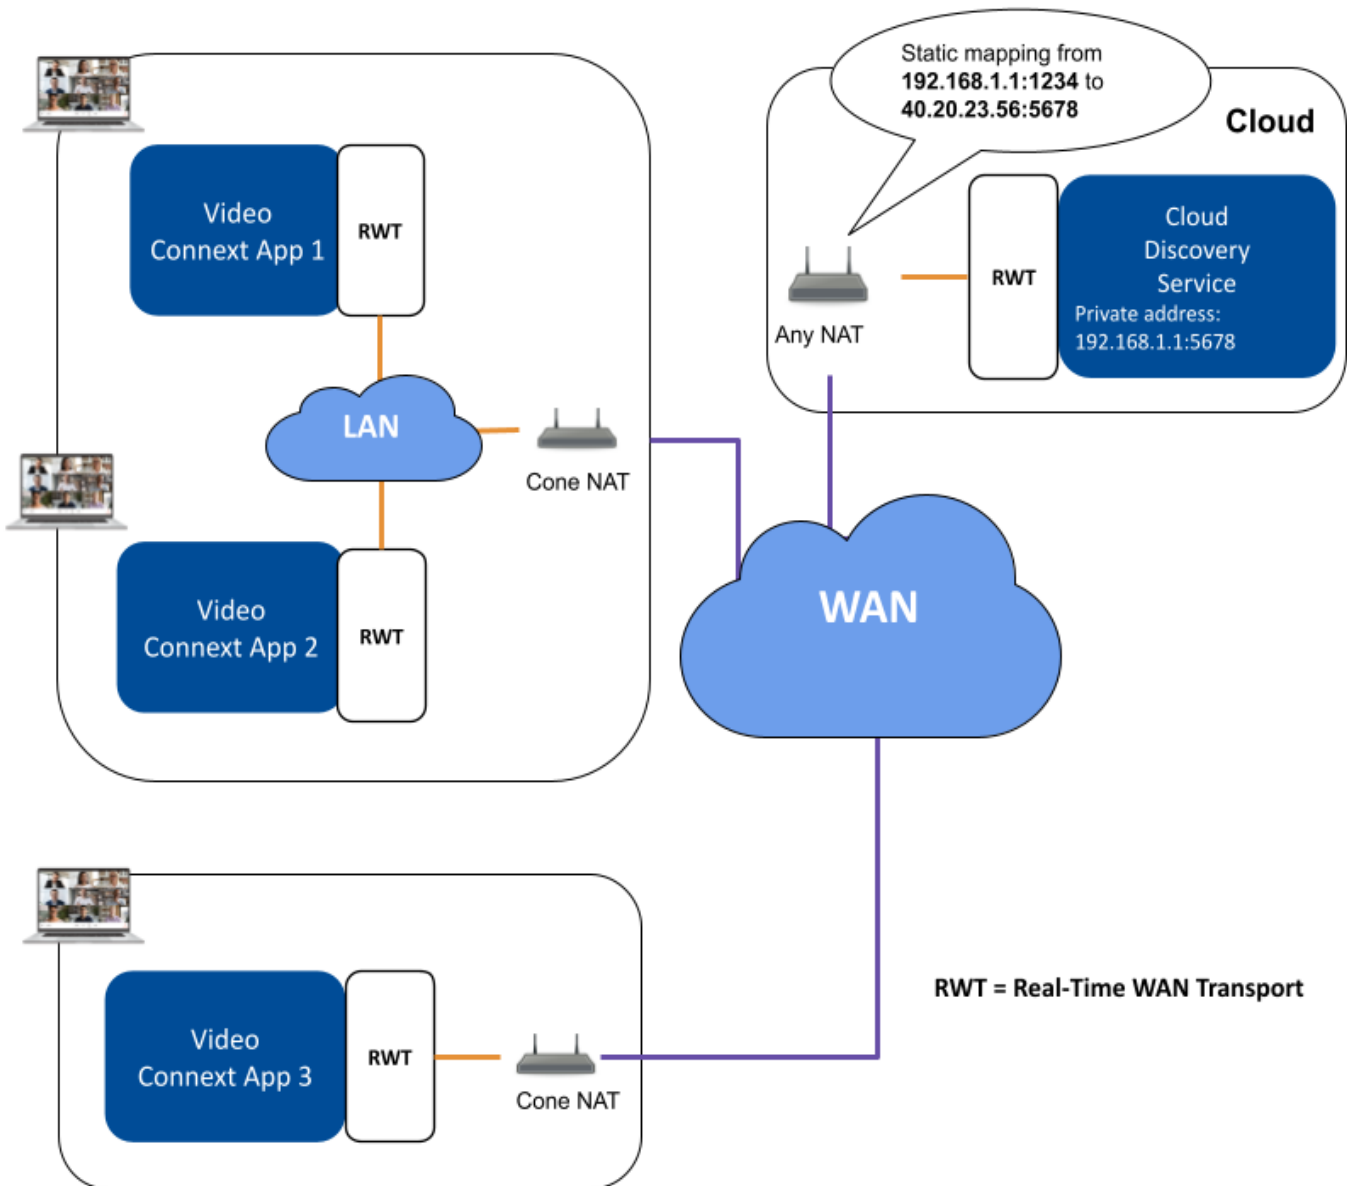 Static mapping from
192.168.1.1:1234 to
40.20.23.56:5678
Cloud
Video
Connext App 1
RWT
Cloud
Discovery
Service
Private address:
192.168.1.1:5678
RWT
Any NAT
LAN
Cone NAT
Video
Connext App 2
RWT
WAN
Video
Connext App 3
RWT
Cone NAT
RWT = Real-Time WAN Transport